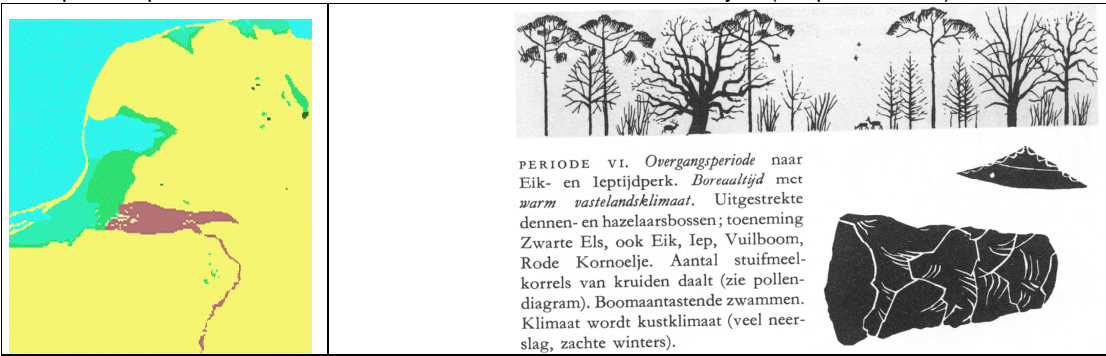 PERIODE VI. Overgangsperiode naar
Eik- en Ieptijdperk. Boreaaltijd met
warm vastelandsklimaat. Uitgestrekte
dennen- en hazelaarsbossen; toeneming
Zwarte Els, ook Eik, Iep, Vuilboom,
Rode Kornoelje. Aantal stuifmeel-
korrels van kruiden daalt (zie pollen-
diagram). Boomaantastende zwammen.
Klimaat wordt kustklimaat (veel neer-
slag, zachte winters).